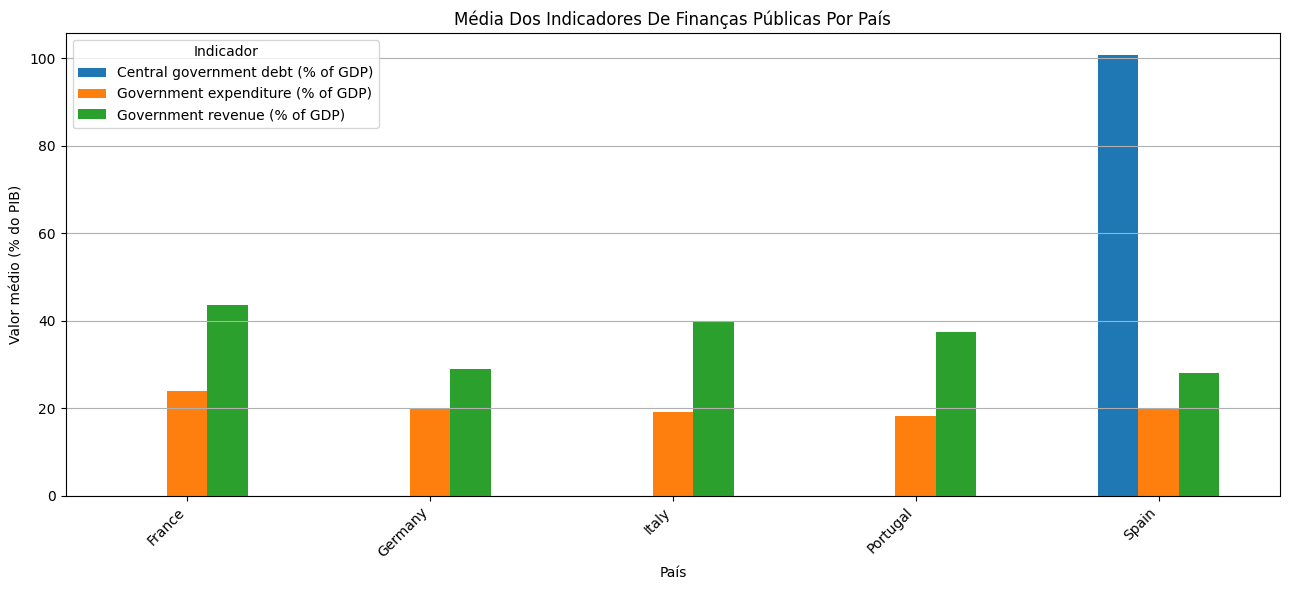 Média Dos Indicadores De Finanças Públicas Por País
Indicador
Central government debt (% of GDP)
Government expenditure (% of GDP)
Government revenue (% of GDP)
Valor médio (% do PIB)
100
80
60
40
20
0
France
Germany
Italy
Portugal
Spain
País